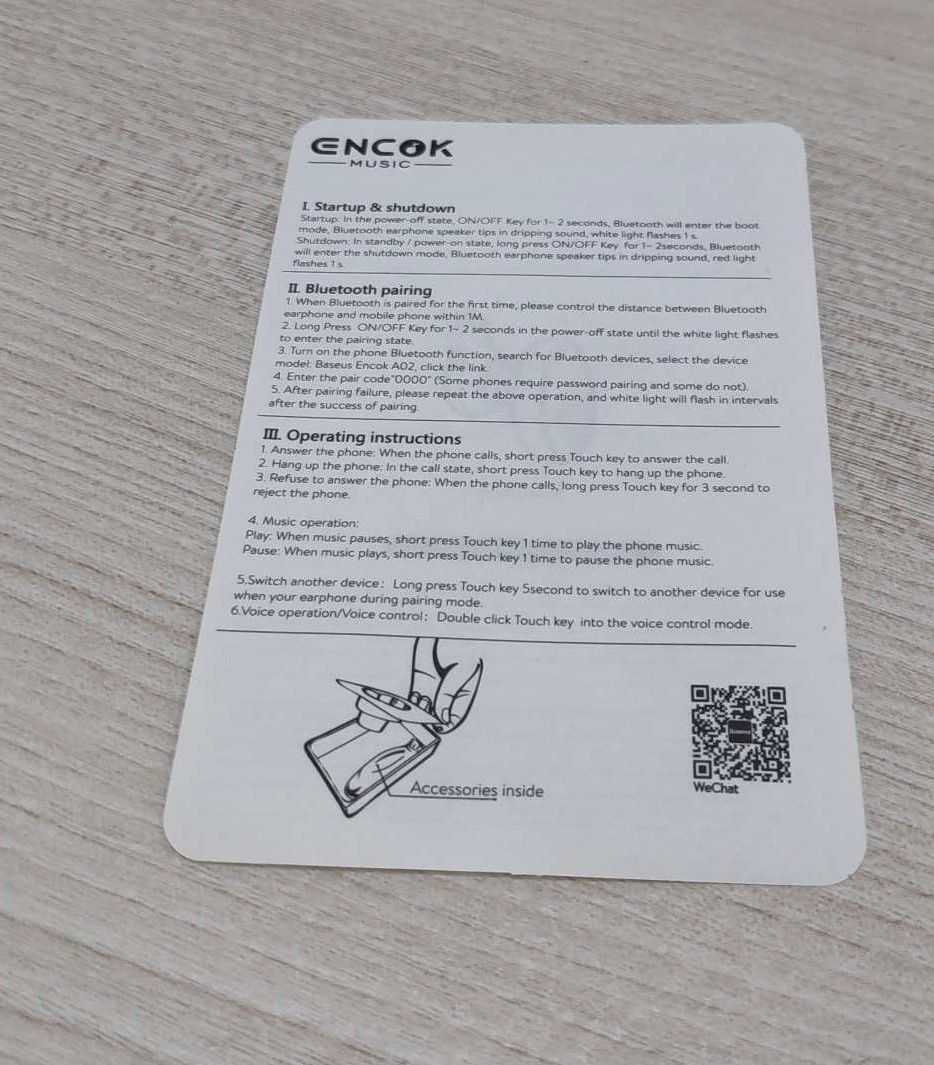 ENCOK
MUSIC
I. Startup & shutdown
Startup: In the power-off state, ON/OFF Key for 1~ 2 seconds, Bluetooth will enter the boot
mode, Bluetooth earphone speaker tips in dripping sound, white light flashes 1 s.
Shutdown: In standby / power-on state, long press ON/OFF Key for 1~ 2seconds, Bluetooth
will enter the shutdown mode, Bluetooth earphone speaker tips in dripping sound, red light
flashes 1 s.
II. Bluetooth pairing
1. When Bluetooth is paired for the first time, please control the distance between Bluetooth
earphone and mobile phone within 1M.
2. Long Press ON/OFF Key for 1~ 2 seconds in the power-off state until the white light flashes
to enter the pairing state.
3. Turn on the phone Bluetooth function, search for Bluetooth devices, select the device
model: Baseus Encok A02, click the link.
4. Enter the pair code"0000" (Some phones require password pairing and some do not).
5. After pairing failure, please repeat the above operation, and white light will flash in intervals
after the success of pairing.
III. Operating instructions
1. Answer the phone: When the phone calls, short press Touch key to answer the call.
2. Hang up the phone: In the call state, short press Touch key to hang up the phone.
3. Refuse to answer the phone: When the phone calls, long press Touch key for 3 second to
reject the phone.
4. Music operation:
Play: When music pauses, short press Touch key 1 time to play the phone music.
Pause: When music plays, short press Touch key 1 time to pause the phone music.
5.Switch another device: Long press Touch key 5second to switch to another device for use
when your earphone during pairing mode.
6.Voice operation/Voice control: Double click Touch key into the voice control mode.
Accessories inside
WeChat